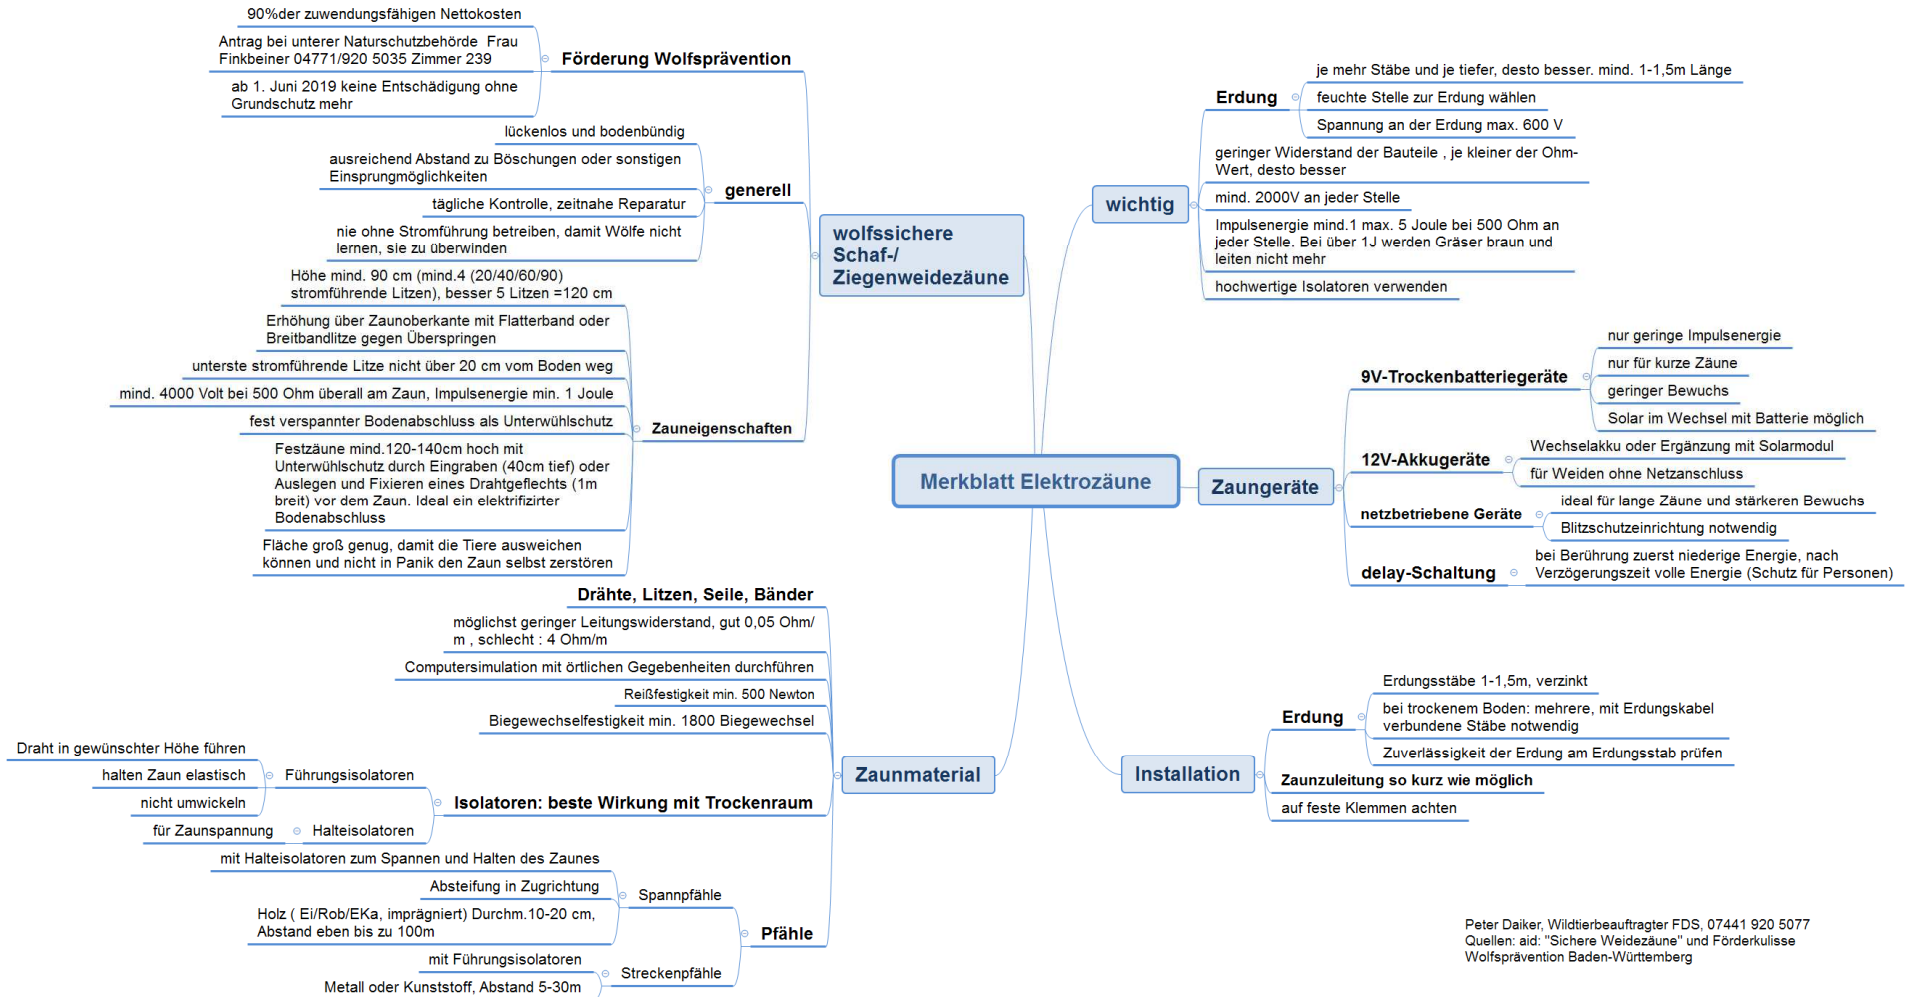 Merkblatt Elektrozäune
wolfssichere
Schaf-/
Ziegenweidezäune
Förderung Wolfsprävention
90%der zuwendungsfähigen Nettokosten
Antrag bei unterer Naturschutzbehörde Frau
Finkbeiner 04771/920 5035 Zimmer 239
ab 1. Juni 2019 keine Entschädigung ohne
Grundschutz mehr
generell
lückenlos und bodenbündig
ausreichend Abstand zu Böschungen oder sonstigen
Einsprungmöglichkeiten
tägliche Kontrolle, zeitnahe Reparatur
nie ohne Stromführung betreiben, damit Wölfe nicht
lernen, sie zu überwinden
Zauneigenschaften
Höhe mind. 90 cm (mind.4 (20/40/60/90)
stromführende Litzen), besser 5 Litzen =120 cm
Erhöhung über Zaunoberkante mit Flatterband oder
Breitbandlitze gegen Überspringen
unterste stromführende Litze nicht über 20 cm vom Boden weg
mind. 4000 Volt bei 500 Ohm überall am Zaun, Impulsenergie min. 1 Joule
fest verspannter Bodenabschluss als Unterwühlschutz
Festzäune mind.120-140cm hoch mit
Unterwühlschutz durch Eingraben (40cm tief) oder
Auslegen und Fixieren eines Drahtgeflechts (1m
breit) vor dem Zaun. Ideal ein elektrifizirter
Bodenabschluss
Fläche groß genug, damit die Tiere ausweichen
können und nicht in Panik den Zaun selbst zerstören
Zaunmaterial
Drähte, Litzen, Seile, Bänder
möglichst geringer Leitungswiderstand, gut 0,05 Ohm/
m , schlecht : 4 Ohm/m
Computersimulation mit örtlichen Gegebenheiten durchführen
Reißfestigkeit min. 500 Newton
Biegewechselfestigkeit min. 1800 Biegewechsel
Isolatoren: beste Wirkung mit Trockenraum
Führungsisolatoren
Draht in gewünschter Höhe führen
halten Zaun elastisch
nicht umwickeln
Halteisolatoren
für Zaunspannung
Pfähle
Spannpfähle
mit Halteisolatoren zum Spannen und Halten des Zaunes
Absteifung in Zugrichtung
Holz ( Ei/Rob/EKa, imprägniert) Durchm.10-20 cm,
Abstand eben bis zu 100m
Streckenpfähle
mit Führungsisolatoren
Metall oder Kunststoff, Abstand 5-30m
wichtig
Erdung
je mehr Stäbe und je tiefer, desto besser. mind. 1-1,5m Länge
feuchte Stelle zur Erdung wählen
Spannung an der Erdung max. 600 V
geringer Widerstand der Bauteile , je kleiner der Ohm-
Wert, desto besser
mind. 2000V an jeder Stelle
Impulsenergie mind.1 max. 5 Joule bei 500 Ohm an
jeder Stelle. Bei über 1J werden Gräser braun und
leiten nicht mehr
hochwertige Isolatoren verwenden
Zaungeräte
9V-Trockenbatteriegeräte
nur geringe Impulsenergie
nur für kurze Zäune
geringer Bewuchs
Solar im Wechsel mit Batterie möglich
12V-Akkugeräte
Wechselakku oder Ergänzung mit Solarmodul
für Weiden ohne Netzanschluss
netzbetriebene Geräte
ideal für lange Zäune und stärkeren Bewuchs
Blitzschutzeinrichtung notwendig
delay-Schaltung
bei Berührung zuerst niederige Energie, nach
Verzögerungszeit volle Energie (Schutz für Personen)
Installation
Erdung
Erdungsstäbe 1-1,5m, verzinkt
bei trockenem Boden: mehrere, mit Erdungskabel
verbundene Stäbe notwendig
Zuverlässigkeit der Erdung am Erdungsstab prüfen
Zaunzuleitung so kurz wie möglich
auf feste Klemmen achten
Peter Daiker, Wildtierbeauftragter FDS, 07441 920 5077
Quellen: aid: "Sichere Weidezäune" und Förderkulisse
Wolfsprävention Baden-Württemberg